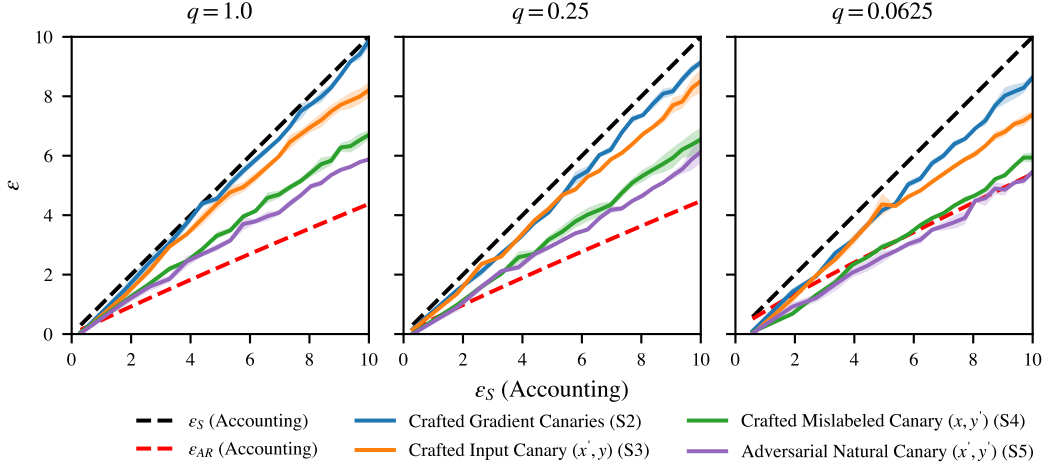 q = 1.0
q = 0.25
q = 0.0625
10
8
6
4
2
0
ε
0 2 4 6 8 10
0 2 4 6 8 10
0 2 4 6 8 10
ε_S (Accounting)
ε_S (Accounting)
ε_AR (Accounting)
Crafted Gradient Canaries (S2)
Crafted Input Canary (x', y) (S3)
Crafted Mislabeled Canary (x, y') (S4)
Adversarial Natural Canary (x', y') (S5)